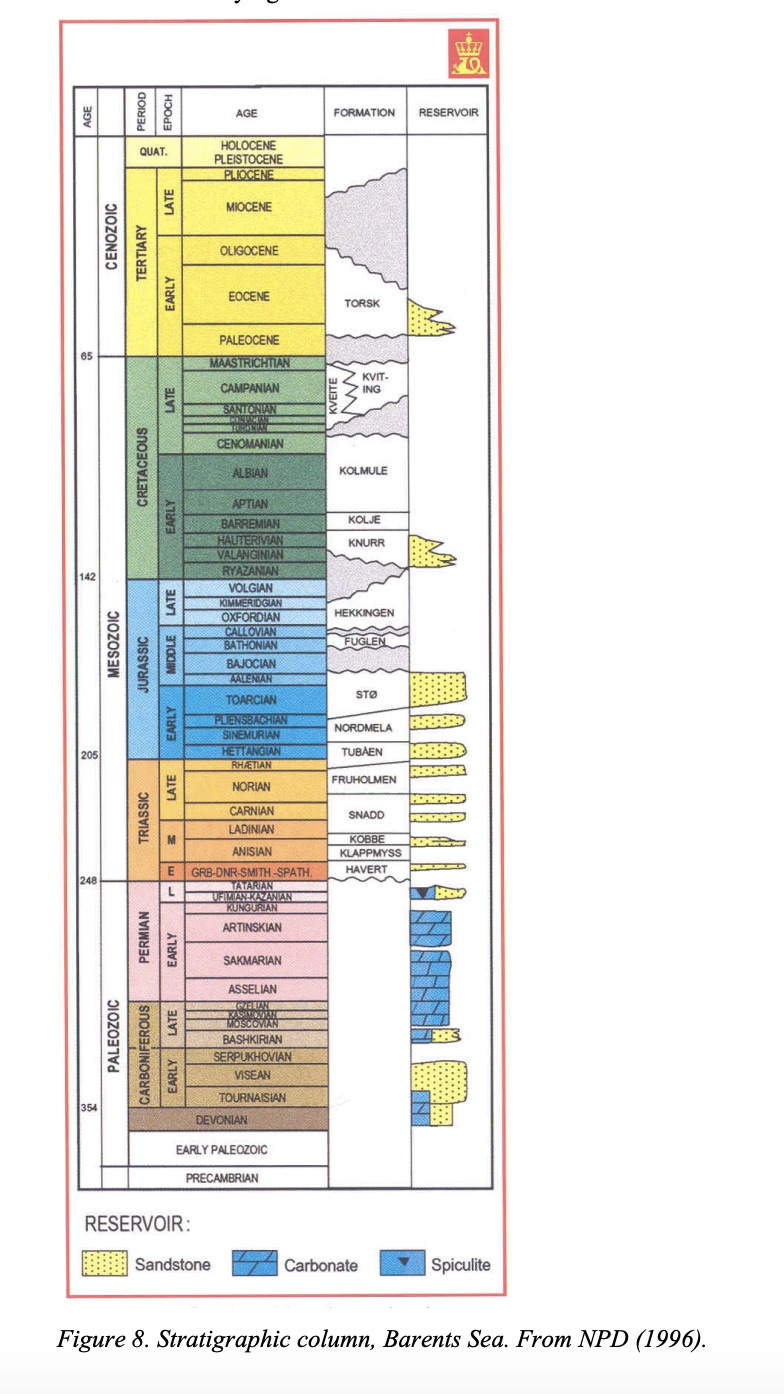 AGE
PERIOD
EPOCH
AGE
FORMATION
RESERVOIR
CENOZOIC
QUAT.
HOLOCENE
PLEISTOCENE
TERTIARY
LATE
PLIOCENE
MIOCENE
EARLY
OLIGOCENE
EOCENE
TORSK
PALEOCENE
65
MESOZOIC
CRETACEOUS
LATE
MAASTRICHTIAN
CAMPANIAN
KVEITE
KVIT-
ING
SANTONIAN
TURONIAN
CENOMANIAN
EARLY
ALBIAN
KOLMULE
APTIAN
BARREMIAN
KOLJE
HAUTERIVIAN
KNURR
VALANGINIAN
RYAZANIAN
142
JURASSIC
LATE
VOLGIAN
KIMMERIDGIAN
OXFORDIAN
HEKKINGEN
MIDDLE
CALLOVIAN
BATHONIAN
FUGLEN
BAJOCIAN
AALENIAN
EARLY
TOARCIAN
STØ
PLIENSBACHIAN
SINEMURIAN
NORDMELA
HETTANGIAN
TUBÅEN
205
TRIASSIC
LATE
RHÆTIAN
NORIAN
FRUHOLMEN
CARNIAN
SNADD
M
LADINIAN
KOBBE
ANISIAN
KLAPPMYSS
E
GRB-DNR-SMITH -SPATH.
HAVERT
248
PALEOZOIC
PERMIAN
L
TATARIAN
UFIMIAN-KAZANIAN
EARLY
KUNGURIAN
ARTINSKIAN
SAKMARIAN
ASSELIAN
CARBONIFEROUS
LATE
GZELIAN
KASIMOVIAN
MOSCOVIAN
BASHKIRIAN
EARLY
SERPUKHOVIAN
VISEAN
TOURNAISIAN
354
DEVONIAN
EARLY PALEOZOIC
PRECAMBRIAN
RESERVOIR:
Sandstone
Carbonate
Spiculite
Figure 8. Stratigraphic column, Barents Sea. From NPD (1996).